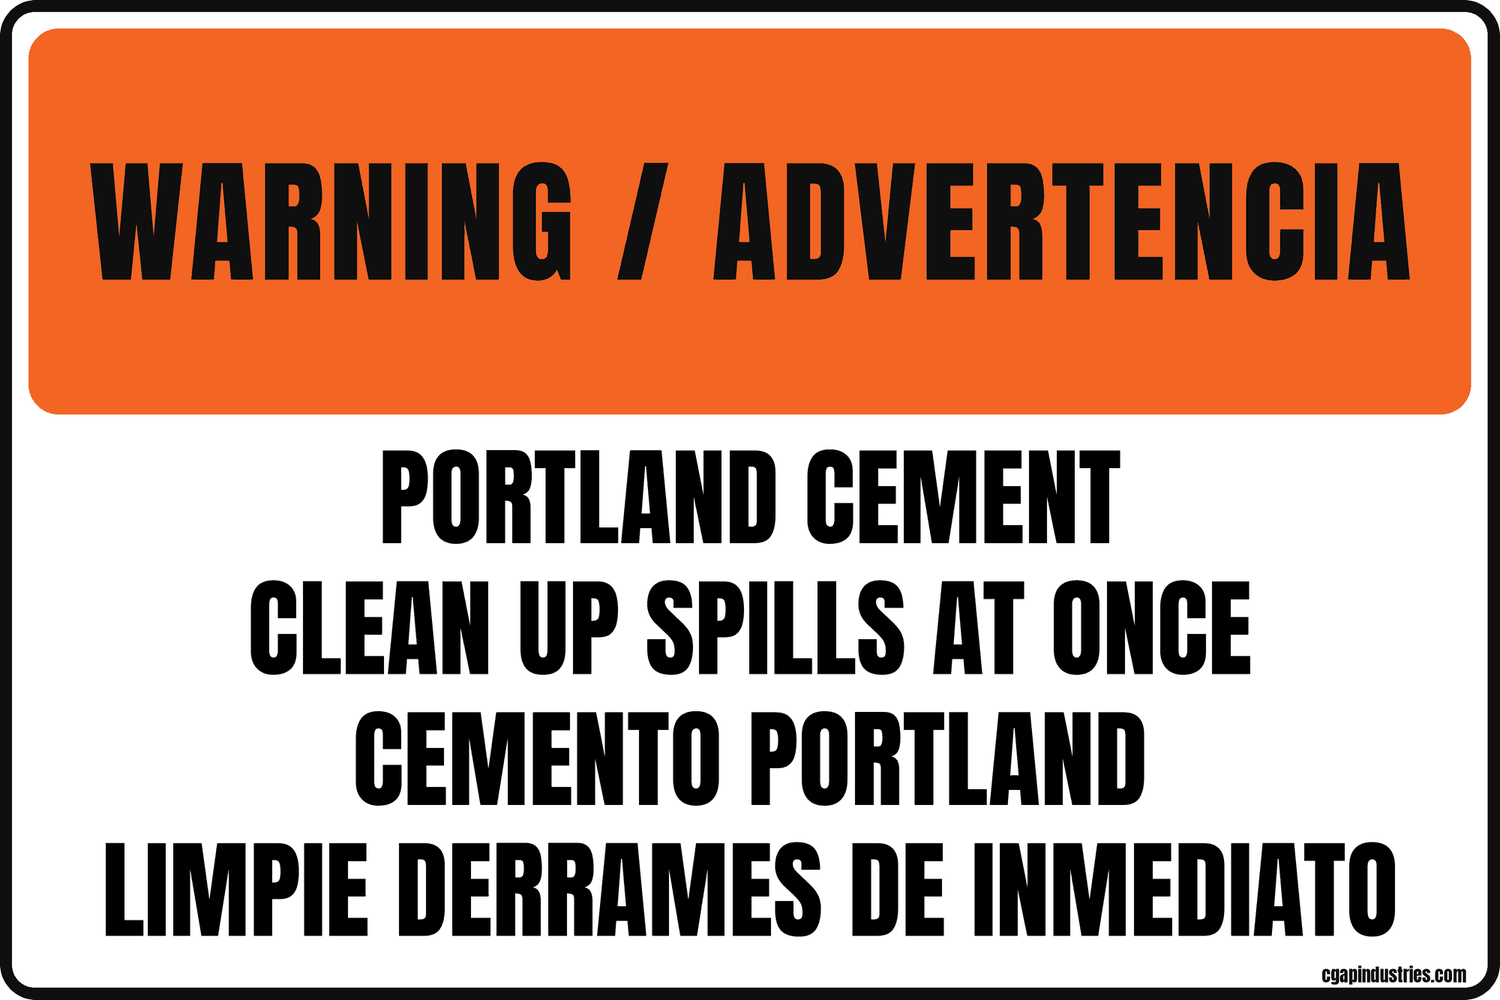 WARNING / ADVERTENCIA
PORTLAND CEMENT
CLEAN UP SPILLS AT ONCE
CEMENTO PORTLAND
LIMPIE DERRAMES DE INMEDIATO
cgapindustries.com